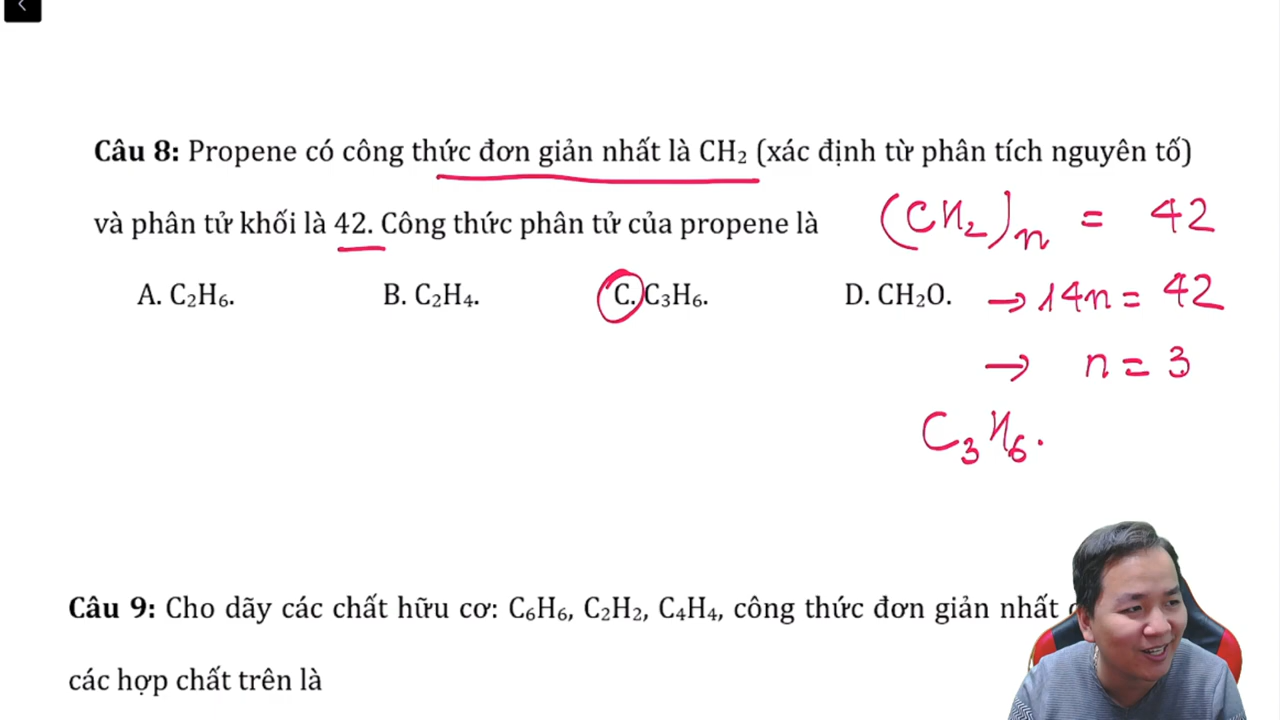 Câu 8: Propene có công thức đơn giản nhất là CH₂ (xác định từ phân tích nguyên tố)
và phân tử khối là 42. Công thức phân tử của propene là
(CH₂)ₙ = 42
A. C₂H₆. B. C₂H₄. C. C₃H₆. D. CH₂O.
→ 14n = 42
→ n = 3
C₃H₆.
Câu 9: Cho dãy các chất hữu cơ: C₆H₆, C₂H₂, C₄H₄, công thức đơn giản nhất
các hợp chất trên là